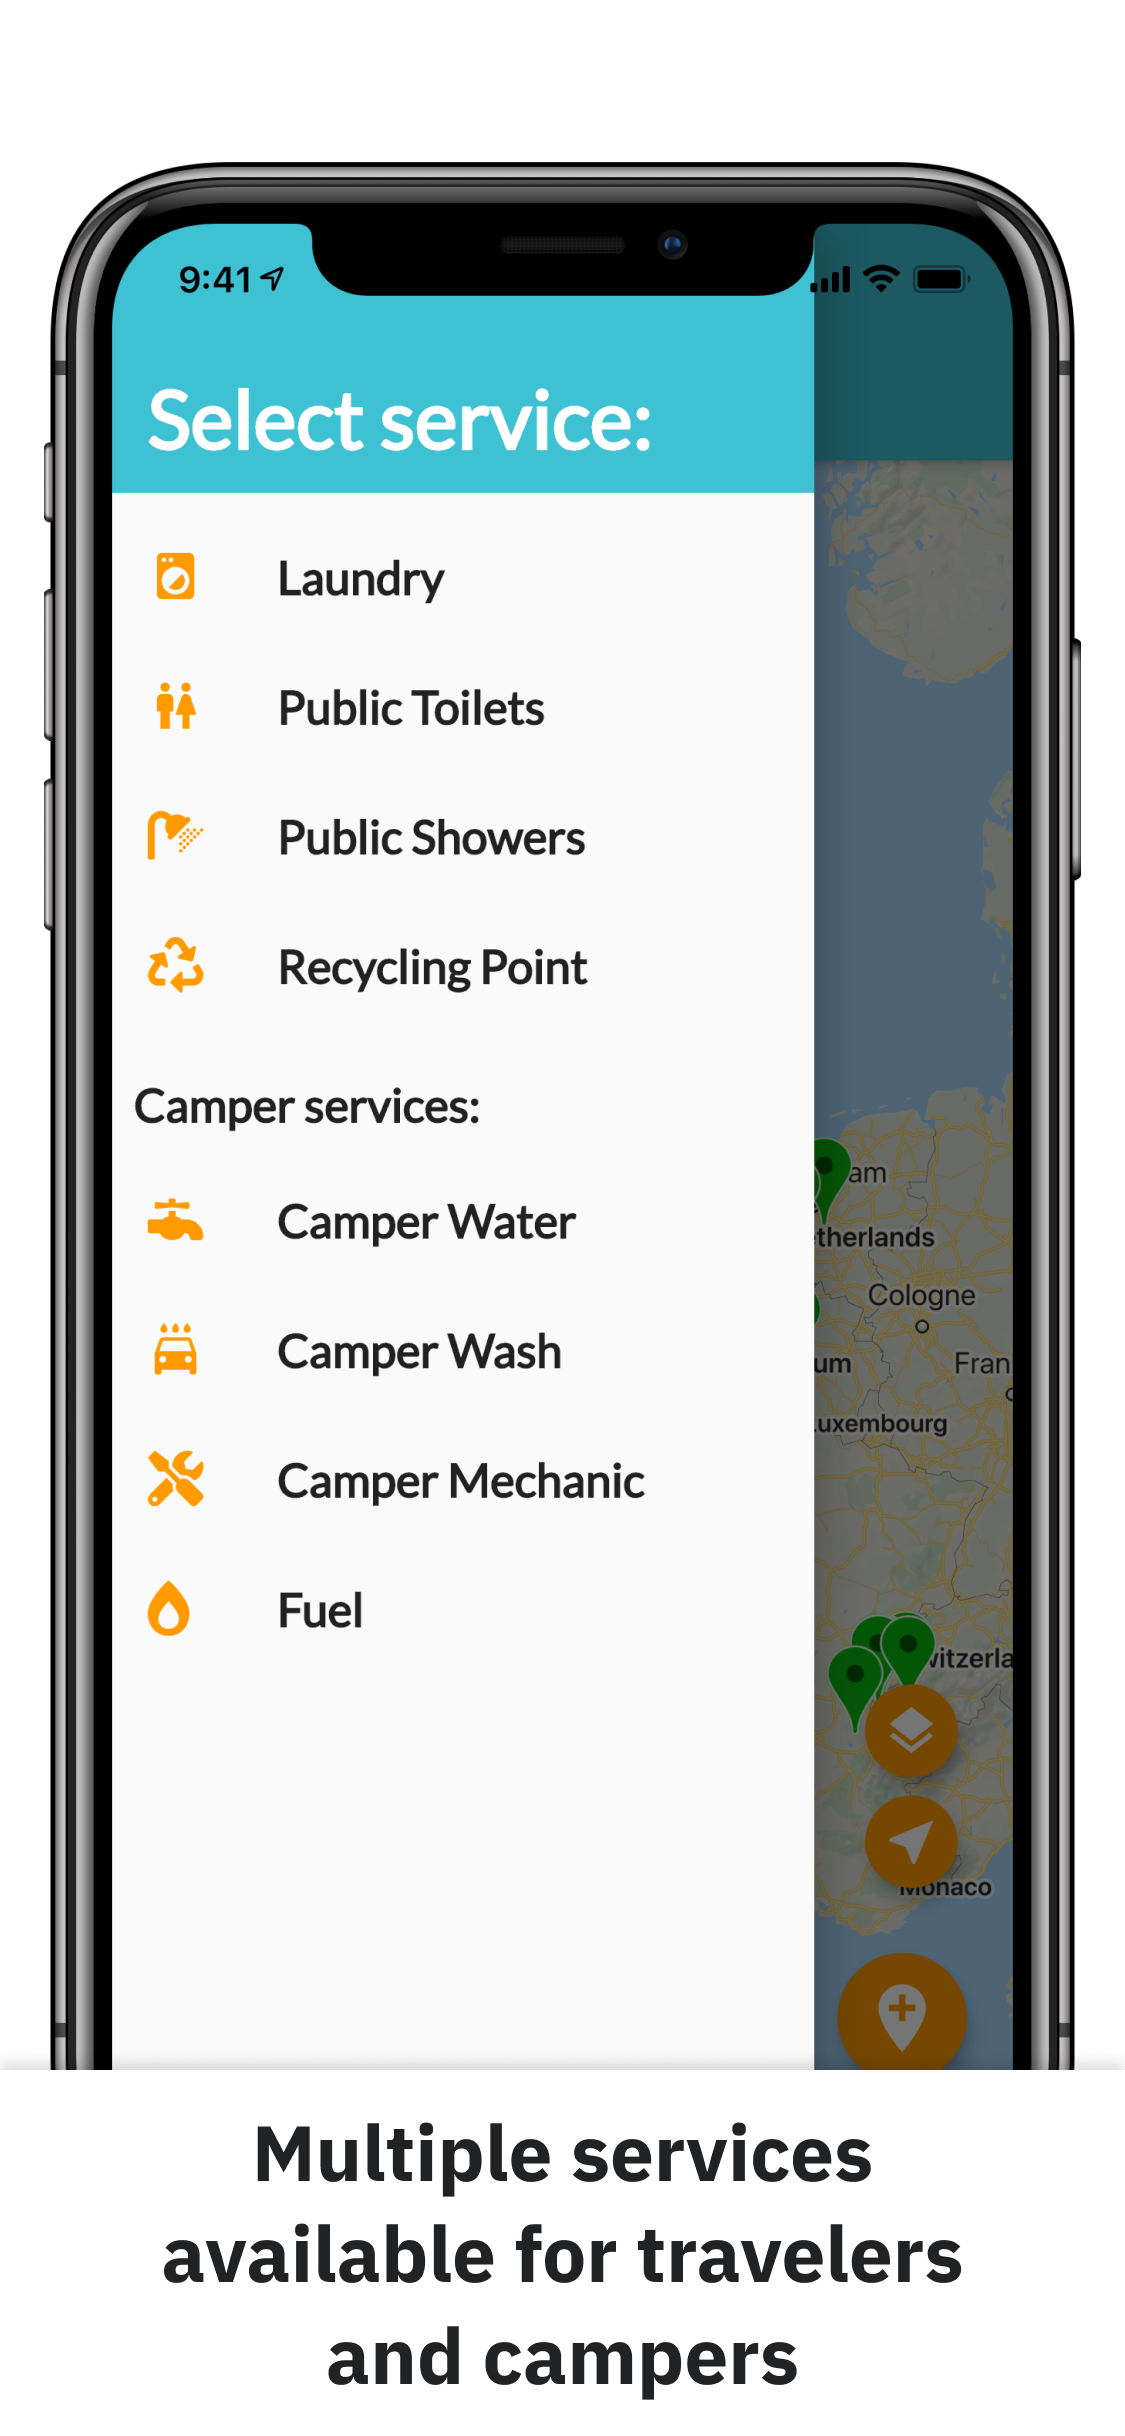 9:41
Select service:
Laundry
Public Toilets
Public Showers
Recycling Point
Camper services:
Camper Water
Camper Wash
Camper Mechanic
Fuel
am
therlands
Cologne
um
Fran
uxembourg
witzerla
Monaco
Multiple services
available for travelers
and campers